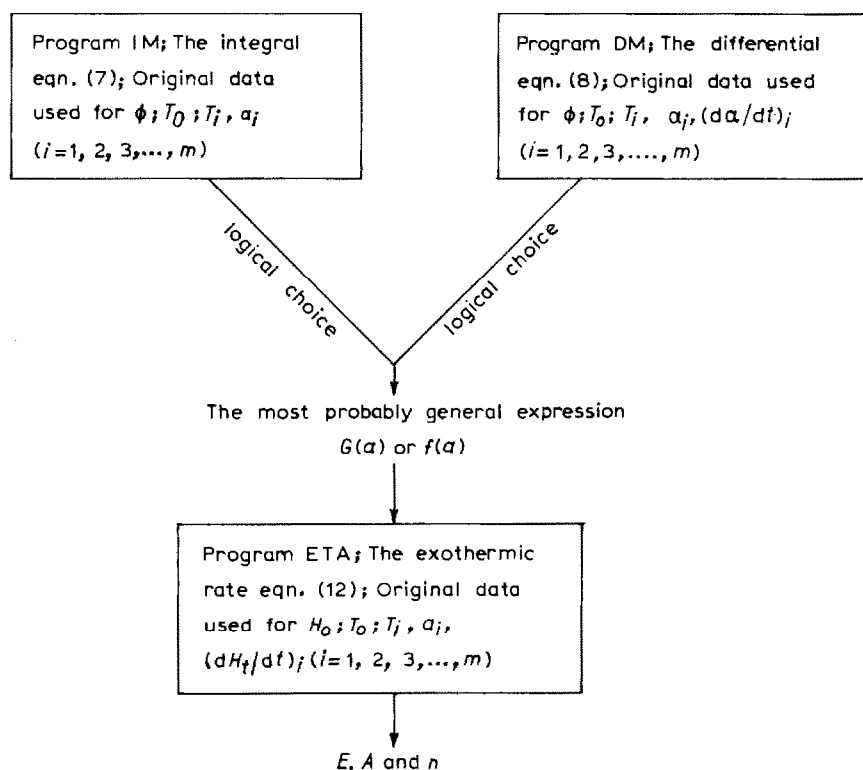 Program IM; The integral
eqn. (7); Original data
used for ϕ; T₀; Tᵢ, αᵢ
(i=1, 2, 3,..., m)
Program DM; The differential
eqn. (8); Original data used
for ϕ; Tₒ; Tᵢ, αᵢ, (dα/dt)ᵢ
(i=1,2,3,...., m)
logical choice
logical choice
The most probably general expression
G(α) or f(α)
Program ETA; The exothermic
rate eqn. (12); Original data
used for Hₒ; Tₒ; Tᵢ, αᵢ,
(dHₜ/dt)ᵢ (i=1, 2, 3,..., m)
E, A and n